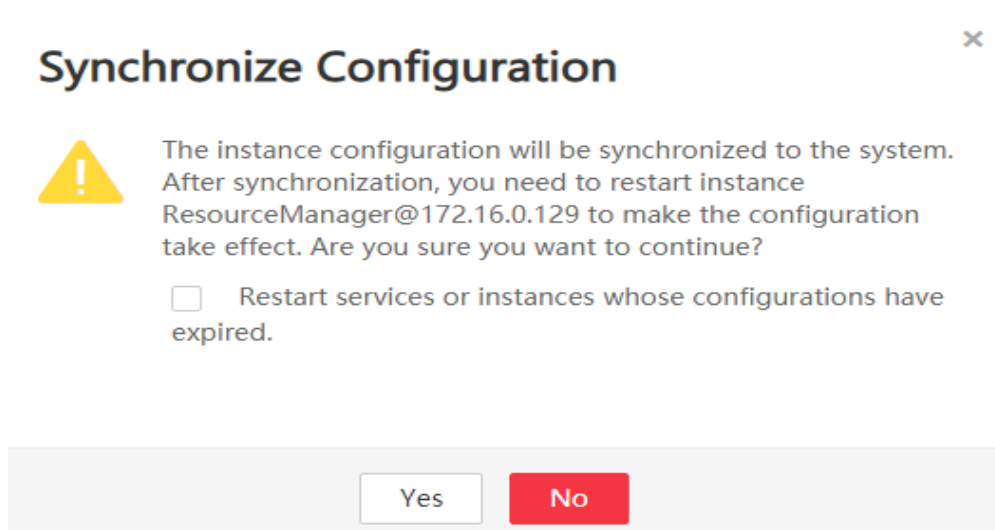 Synchronize Configuration
The instance configuration will be synchronized to the system.
After synchronization, you need to restart instance
ResourceManager@172.16.0.129 to make the configuration
take effect. Are you sure you want to continue?
Restart services or instances whose configurations have
expired.
Yes
No